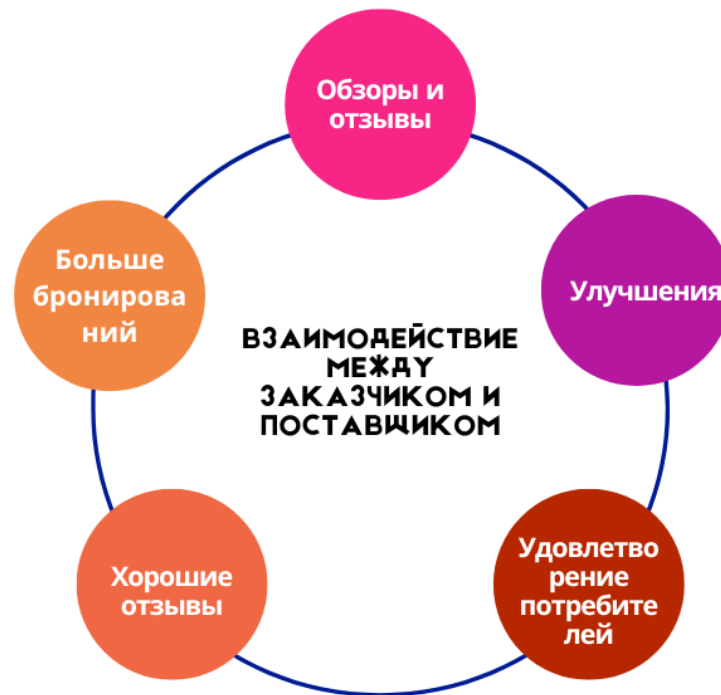 Обзоры и
отзывы
Улучшения
Больше
бронирова
ний
ВЗАИМОДЕЙСТВИЕ
МЕЖДУ
ЗАКАЗЧИКОМ И
ПОСТАВЩИКОМ
Удовлетво
рение
потребите
лей
Хорошие
отзывы